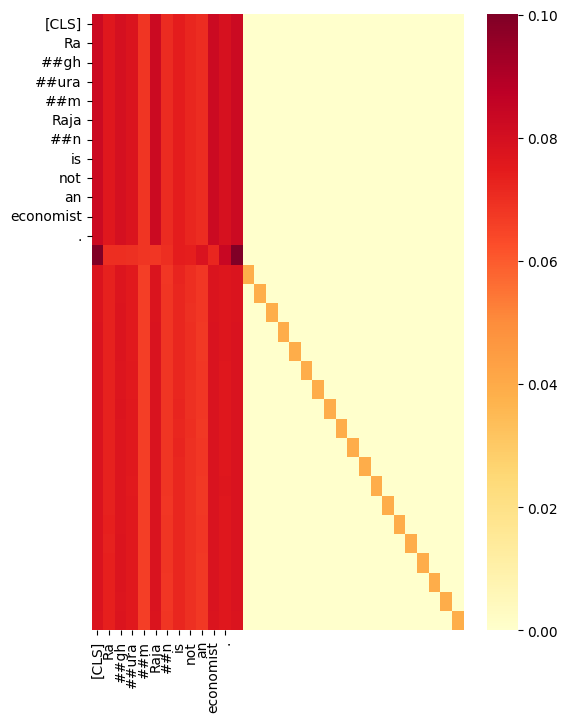 [CLS]
Ra
##gh
##ura
##m
Raja
##n
is
not
an
economist
.
0.10
0.08
0.06
0.04
0.02
0.00
[CLS]
Ra
##gh
##ura
##m
Raja
##n
is
not
an
economist
.